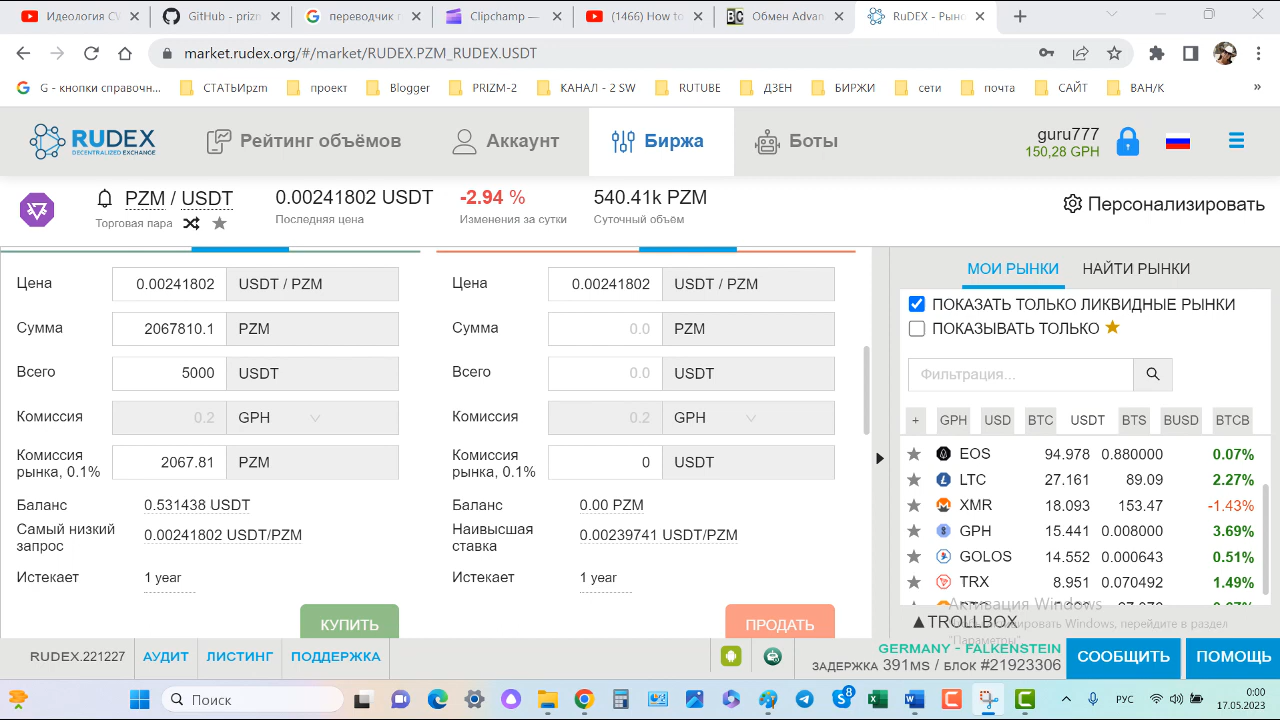 Идеология СV
GitHub - prizn
переводчик г
Clipchamp —
(1466) How to
Обмен Advan
RuDEX - Рын
market.rudex.org/#/market/RUDEX.PZM_RUDEX.USDT
G - кнопки справочн...
СТАТЬИpzm
проект
Blogger
PRIZM-2
КАНАЛ - 2 SW
RUTUBE
ДЗЕН
БИРЖИ
сети
почта
САЙТ
ВАН/К
»
RUDEX
DECENTRALIZED EXCHANGE
Рейтинг объёмов
Аккаунт
Биржа
Боты
guru777
150,28 GPH
PZM / USDT
Торговая пара
0.00241802 USDT
Последняя цена
-2.94 %
Изменения за сутки
540.41k PZM
Суточный объём
Персонализировать
Цена 0.00241802 USDT / PZM
Сумма 2067810.1 PZM
Всего 5000 USDT
Комиссия 0.2 GPH
Комиссия рынка, 0.1% 2067.81 PZM
Баланс 0.531438 USDT
Самый низкий запрос 0.00241802 USDT/PZM
Истекает 1 year
КУПИТЬ
Цена 0.00241802 USDT / PZM
Сумма 0.0 PZM
Всего 0.0 USDT
Комиссия 0.2 GPH
Комиссия рынка, 0.1% 0 USDT
Баланс 0.00 PZM
Наивысшая ставка 0.00239741 USDT/PZM
Истекает 1 year
ПРОДАТЬ
МОИ РЫНКИ НАЙТИ РЫНКИ
ПОКАЗАТЬ ТОЛЬКО ЛИКВИДНЫЕ РЫНКИ
ПОКАЗЫВАТЬ ТОЛЬКО
Фильтрация...
+ GPH USD BTC USDT BTS BUSD BTCB
EOS 94.978 0.880000 0.07%
LTC 27.161 89.09 2.27%
XMR 18.093 153.47 -1.43%
GPH 15.441 0.008000 3.69%
GOLOS 14.552 0.000643 0.51%
TRX 8.951 0.070492 1.49%
Активация Windows
▲TROLLBOX
Windows, перейдите в раздел
"Параметры".
RUDEX 221227
АУДИТ
ЛИСТИНГ
ПОДДЕРЖКА
GERMANY - FALKENSTEIN
ЗАДЕРЖКА 391MS / БЛОК #21923306
СООБЩИТЬ
ПОМОЩЬ
Поиск
8
РУС
0:00
17.05.2023